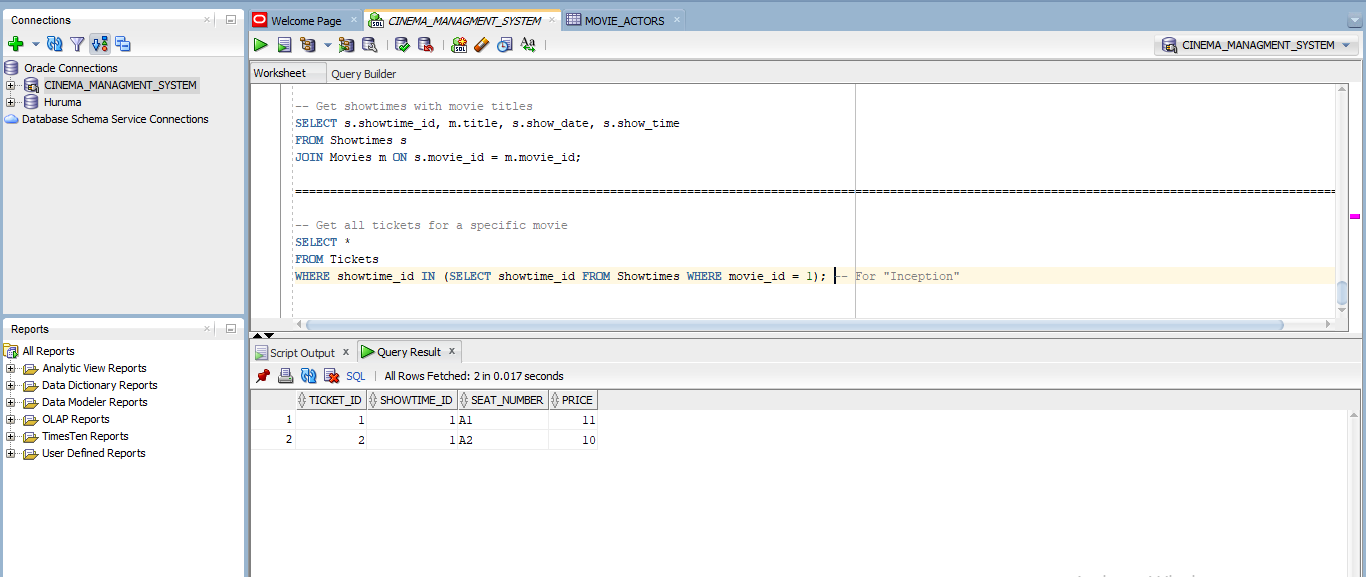 Connections
Oracle Connections
CINEMA_MANAGMENT_SYSTEM
Huruma
Database Schema Service Connections
Reports
All Reports
Analytic View Reports
Data Dictionary Reports
Data Modeler Reports
OLAP Reports
TimesTen Reports
User Defined Reports
Welcome Page
CINEMA_MANAGMENT_SYSTEM
MOVIE_ACTORS
CINEMA_MANAGMENT_SYSTEM
Worksheet Query Builder
-- Get showtimes with movie titles
SELECT s.showtime_id, m.title, s.show_date, s.show_time
FROM Showtimes s
JOIN Movies m ON s.movie_id = m.movie_id;
-- Get all tickets for a specific movie
SELECT *
FROM Tickets
WHERE showtime_id IN (SELECT showtime_id FROM Showtimes WHERE movie_id = 1); -- For "Inception"
Script Output x Query Result x
SQL | All Rows Fetched: 2 in 0.017 seconds
TICKET_ID SHOWTIME_ID SEAT_NUMBER PRICE
1 1 1 A1 11
2 2 1 A2 10